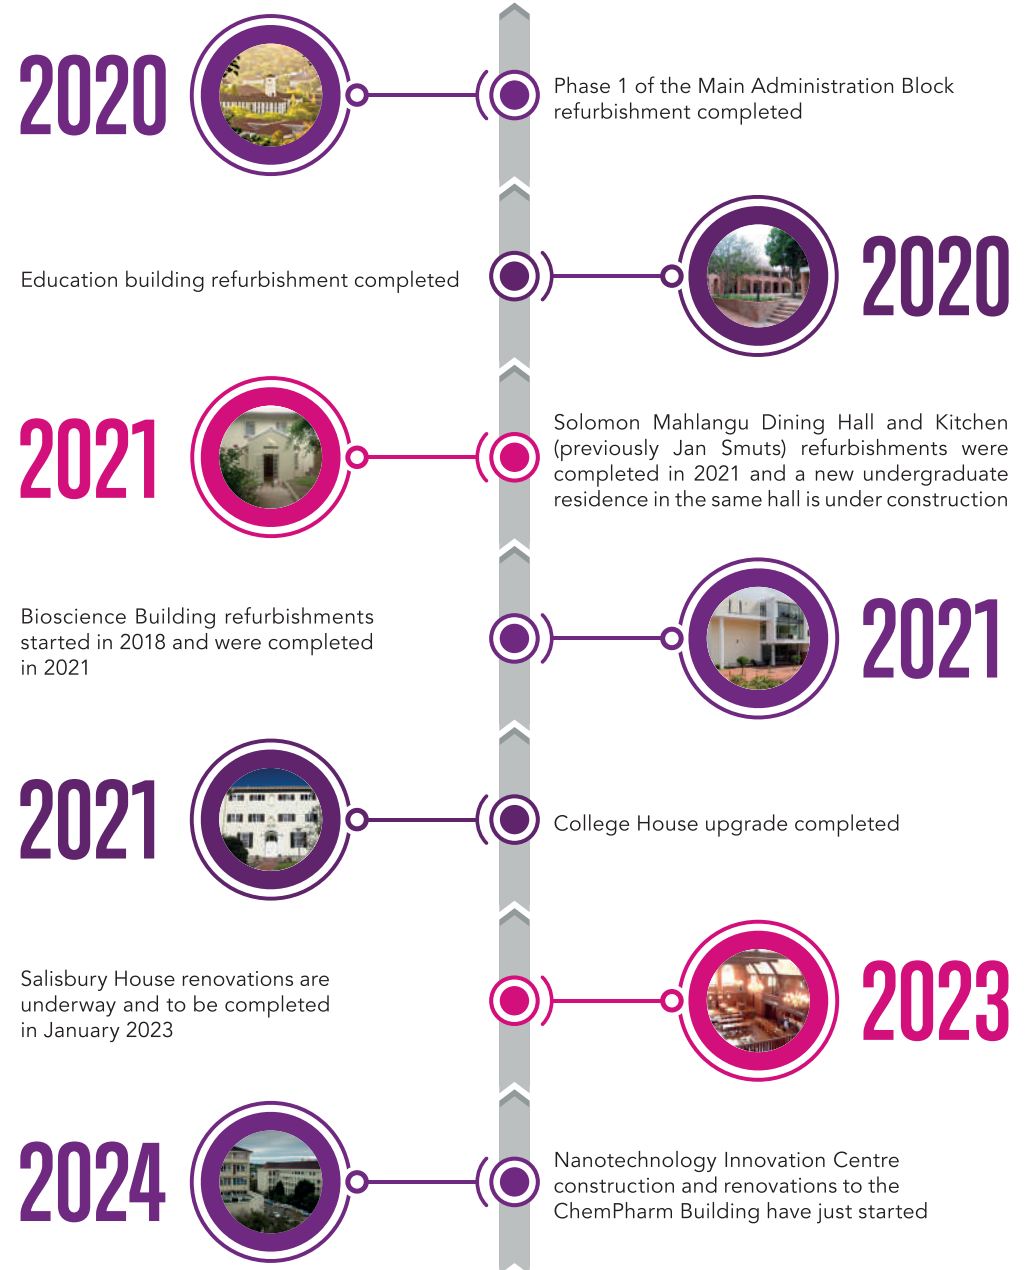 2020
Phase 1 of the Main Administration Block
refurbishment completed
Education building refurbishment completed
2020
2021
Solomon Mahlangu Dining Hall and Kitchen
(previously Jan Smuts) refurbishments were
completed in 2021 and a new undergraduate
residence in the same hall is under construction
Bioscience Building refurbishments
started in 2018 and were completed
in 2021
2021
2021
College House upgrade completed
Salisbury House renovations are
underway and to be completed
in January 2023
2023
2024
Nanotechnology Innovation Centre
construction and renovations to the
ChemPharm Building have just started